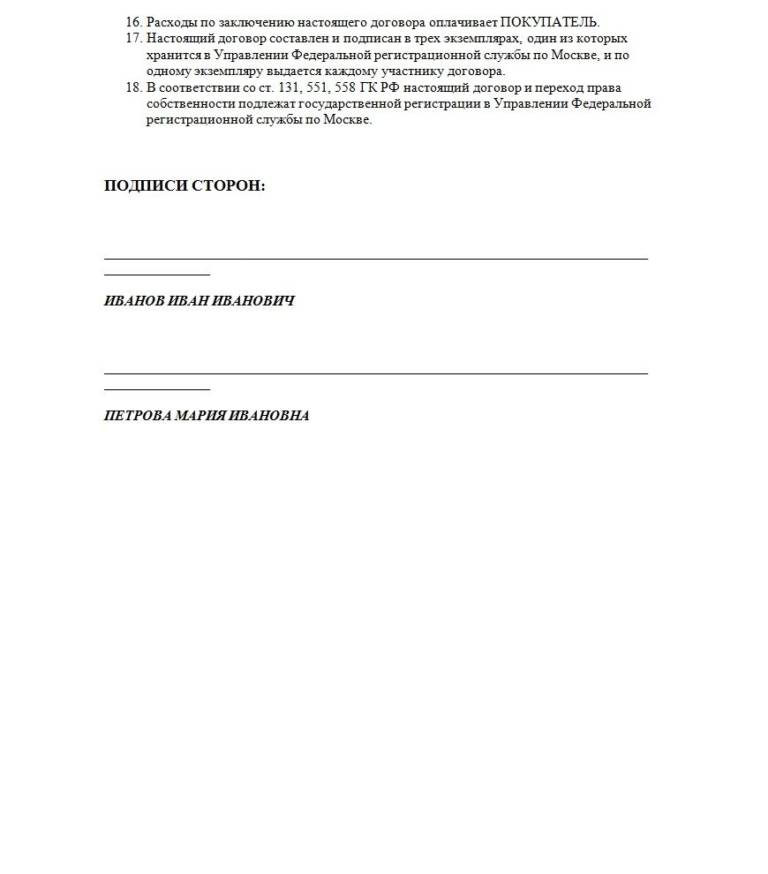 16. Расходы по заключению настоящего договора оплачивает ПОКУПАТЕЛЬ.
17. Настоящий договор составлен и подписан в трех экземплярах, один из которых
хранится в Управлении Федеральной регистрационной службы по Москве, и по
одному экземпляру выдается каждому участнику договора.
18. В соответствии со ст. 131, 551, 558 ГК РФ настоящий договор и переход права
собственности подлежат государственной регистрации в Управлении Федеральной
регистрационной службы по Москве.
ПОДПИСИ СТОРОН:
ИВАНОВ ИВАН ИВАНОВИЧ
ПЕТРОВА МАРИЯ ИВАНОВНА